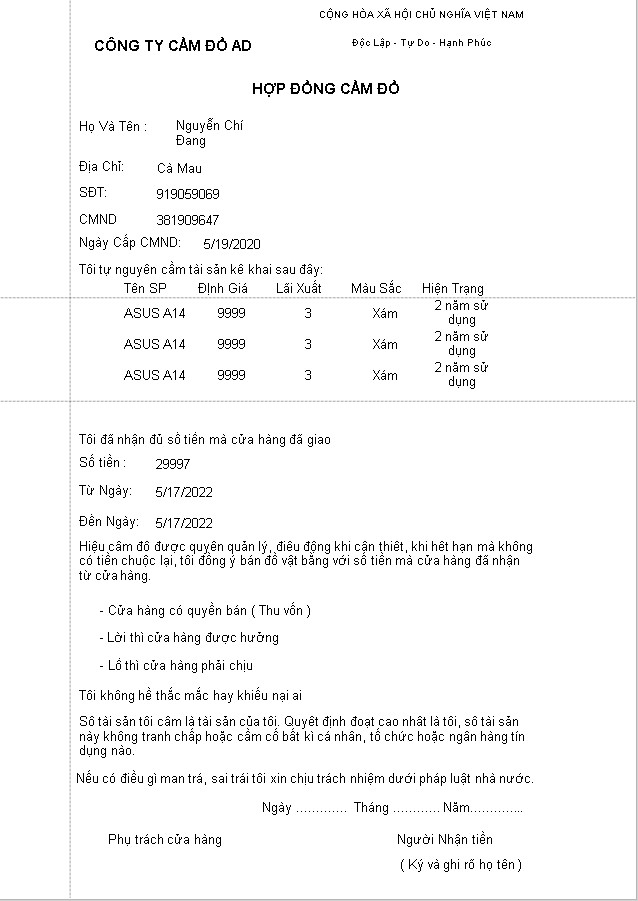 CỘNG HÒA XÃ HỘI CHỦ NGHĨA VIỆT NAM
CÔNG TY CẦM ĐỒ AD
Độc Lập - Tự Do - Hạnh Phúc
HỢP ĐỒNG CẦM ĐỒ
Họ Và Tên : Nguyễn Chí
Đang
Địa Chỉ: Cà Mau
SĐT: 919059069
CMND 381909647
Ngày Cấp CMND: 5/19/2020
Tôi tự nguyên cầm tài sản kê khai sau đây:
Tên SP Định Giá Lãi Xuất Màu Sắc Hiện Trạng
ASUS A14 9999 3 Xám 2 năm sử
dụng
ASUS A14 9999 3 Xám 2 năm sử
dụng
ASUS A14 9999 3 Xám 2 năm sử
dụng
Tôi đã nhận đủ số tiền mà cửa hàng đã giao
Số tiền : 29997
Từ Ngày: 5/17/2022
Đến Ngày: 5/17/2022
Hiệu cầm đồ được quyền quản lý, điều động khi cần thiết, khi hết hạn mà không
có tiền chuộc lại, tôi đồng ý bán đồ vật bằng với số tiền mà cửa hàng đã nhận
từ cửa hàng.
- Cửa hàng có quyền bán ( Thu vốn )
- Lời thì cửa hàng được hưởng
- Lỗ thì cửa hàng phải chịu
Tôi không hề thắc mắc hay khiếu nại ai
Số tài sản tôi cầm là tài sản của tôi. Quyết định đoạt cao nhất là tôi, số tài sản
này không tranh chấp hoặc cầm cố bất kì cá nhân, tổ chức hoặc ngân hàng tín
dụng nào.
Nếu có điều gì man trá, sai trái tôi xin chịu trách nhiệm dưới pháp luật nhà nước.
Ngày ............. Tháng ............ Năm.............
Phụ trách cửa hàng Người Nhận tiền
( Ký và ghi rõ họ tên )